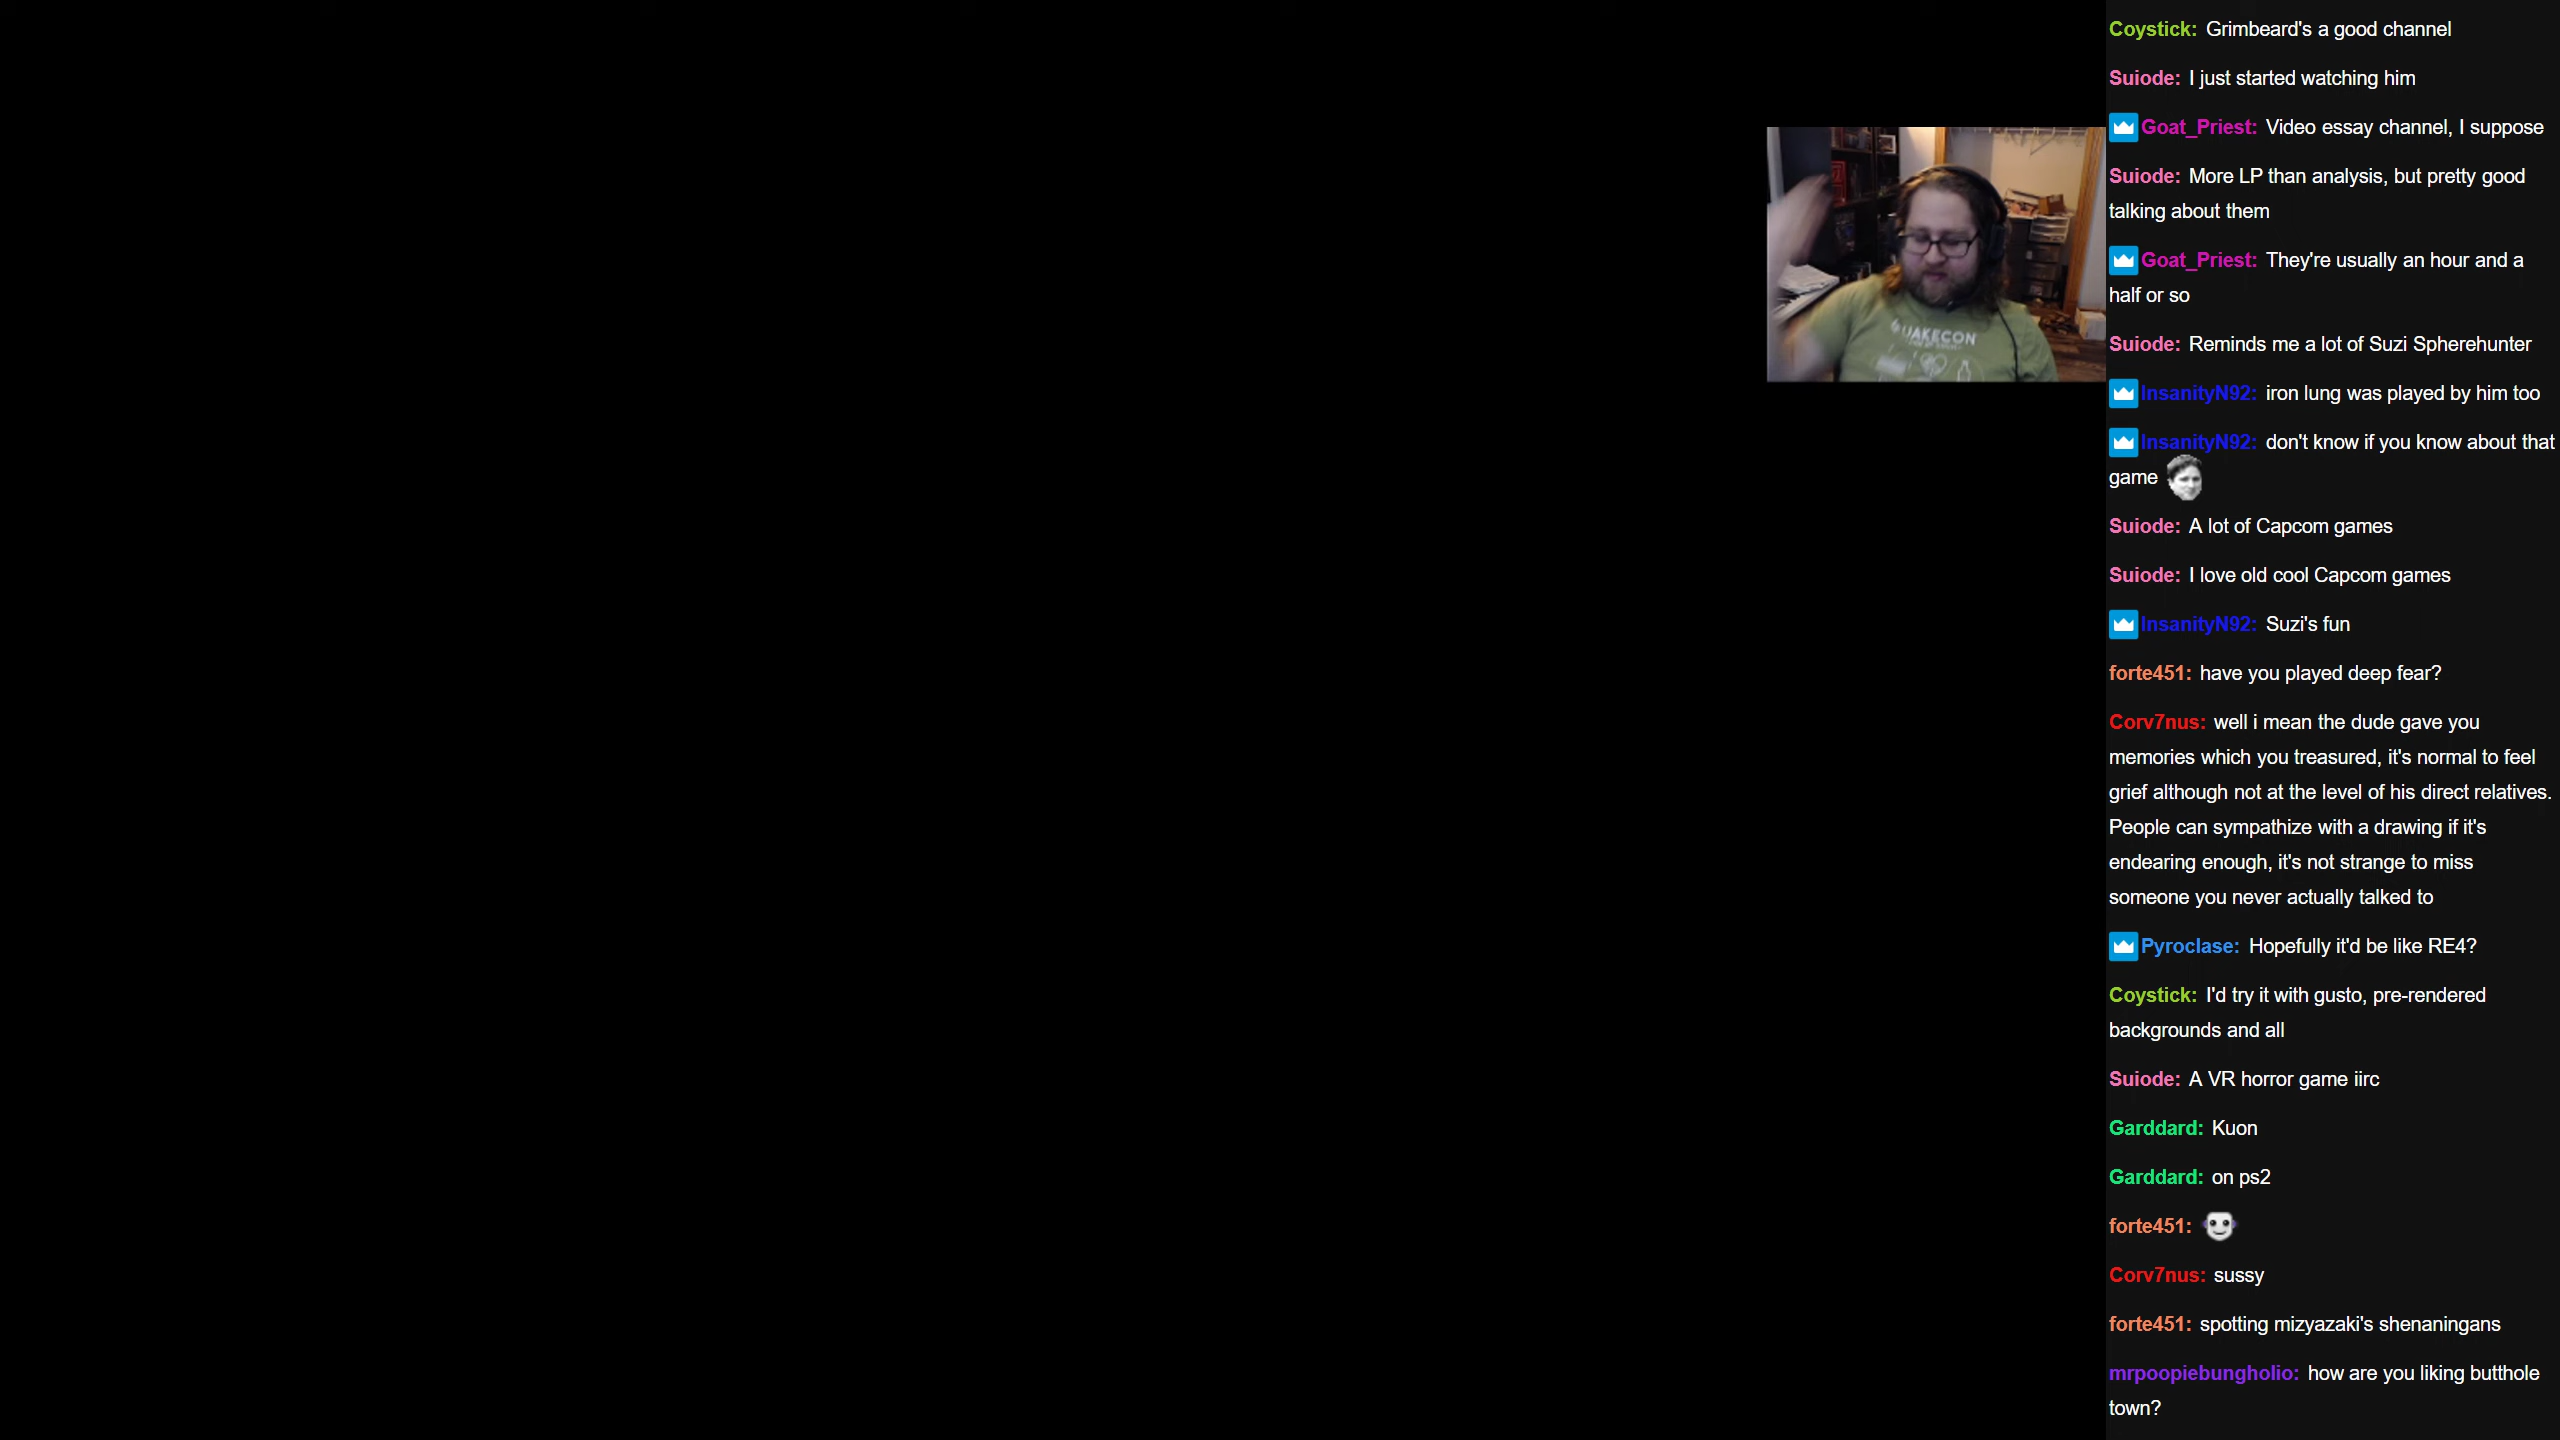 Coystick: Grimbeard's a good channel
Suiode: I just started watching him
Goat_Priest: Video essay channel, I suppose
Suiode: More LP than analysis, but pretty good
talking about them
Goat_Priest: They're usually an hour and a
half or so
Suiode: Reminds me a lot of Suzi Spherehunter
InsanityN92: iron lung was played by him too
InsanityN92: don't know if you know about that
game
Suiode: A lot of Capcom games
Suiode: I love old cool Capcom games
InsanityN92: Suzi's fun
forte451: have you played deep fear?
Corv7nus: well i mean the dude gave you
memories which you treasured, it's normal to feel
grief although not at the level of his direct relatives.
People can sympathize with a drawing if it's
endearing enough, it's not strange to miss
someone you never actually talked to
Pyroclase: Hopefully it'd be like RE4?
Coystick: I'd try it with gusto, pre-rendered
backgrounds and all
Suiode: A VR horror game iirc
Garddard: Kuon
Garddard: on ps2
forte451:
Corv7nus: sussy
forte451: spotting mizyazaki's shenaningans
mrpoopiebungholio: how are you liking butthole
town?
QUAKECON